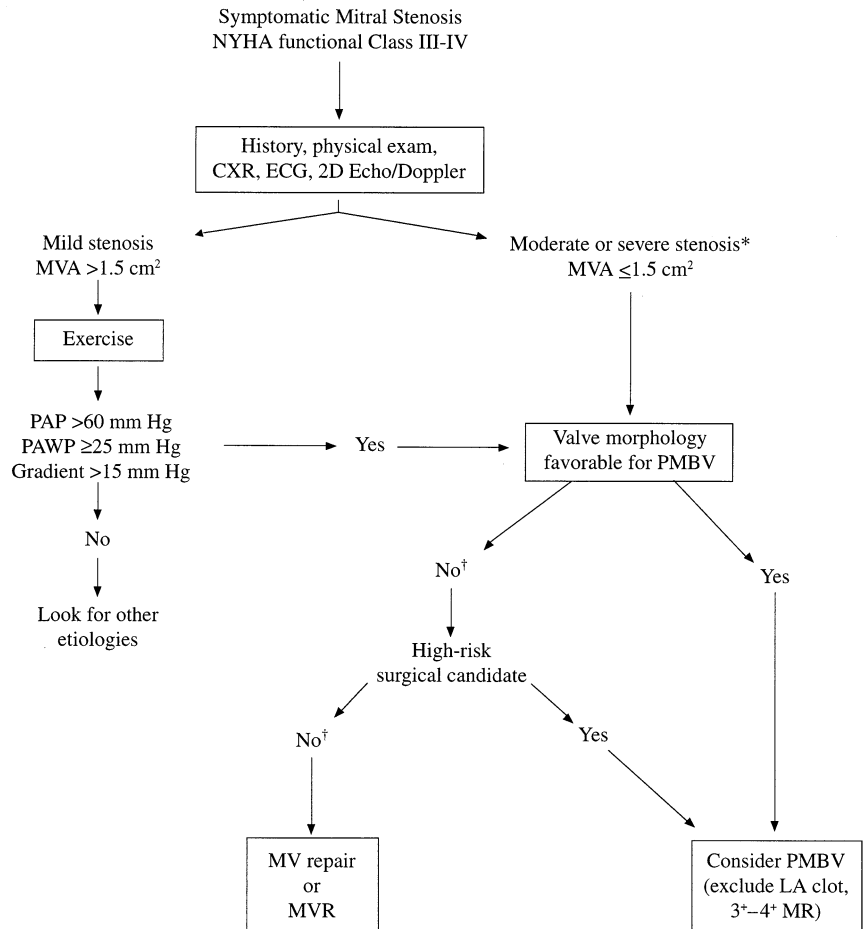 Symptomatic Mitral Stenosis
NYHA functional Class III-IV
History, physical exam,
CXR, ECG, 2D Echo/Doppler
Mild stenosis
MVA >1.5 cm²
Moderate or severe stenosis*
MVA ≤1.5 cm²
Exercise
PAP >60 mm Hg
PAWP ≥25 mm Hg
Gradient >15 mm Hg
Yes
Valve morphology
favorable for PMBV
No
Look for other
etiologies
No†
Yes
High-risk
surgical candidate
No†
Yes
MV repair
or
MVR
Consider PMBV
(exclude LA clot,
3⁺–4⁺ MR)